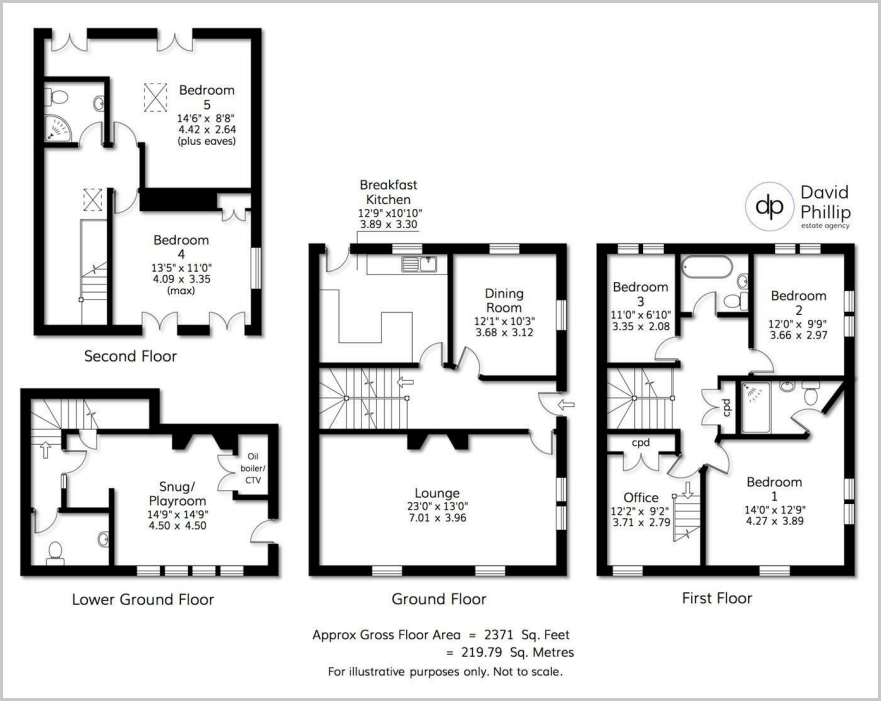 Bedroom
5
14'6" x 8'8"
4.42 x 2.64
(plus eaves)
Bedroom
4
13'5" x 11'0"
4.09 x 3.35
(max)
Second Floor
Breakfast
Kitchen
12'9" x10'10"
3.89 x 3.30
dp
David
Phillip
estate agency
Dining
Room
12'1" x 10'3"
3.68 x 3.12
Bedroom
3
11'0" x 6'10"
3.35 x 2.08
Bedroom
2
12'0" x 9'9"
3.66 x 2.97
cpd
cpd
Oil
boiler/
CTV
Snug/
Playroom
14'9" x 14'9"
4.50 x 4.50
Lounge
23'0" x 13'0"
7.01 x 3.96
Office
12'2" x 9'2"
3.71 x 2.79
Bedroom
1
14'0" x 12'9"
4.27 x 3.89
Lower Ground Floor
Ground Floor
First Floor
Approx Gross Floor Area = 2371 Sq. Feet
= 219.79 Sq. Metres
For illustrative purposes only. Not to scale.